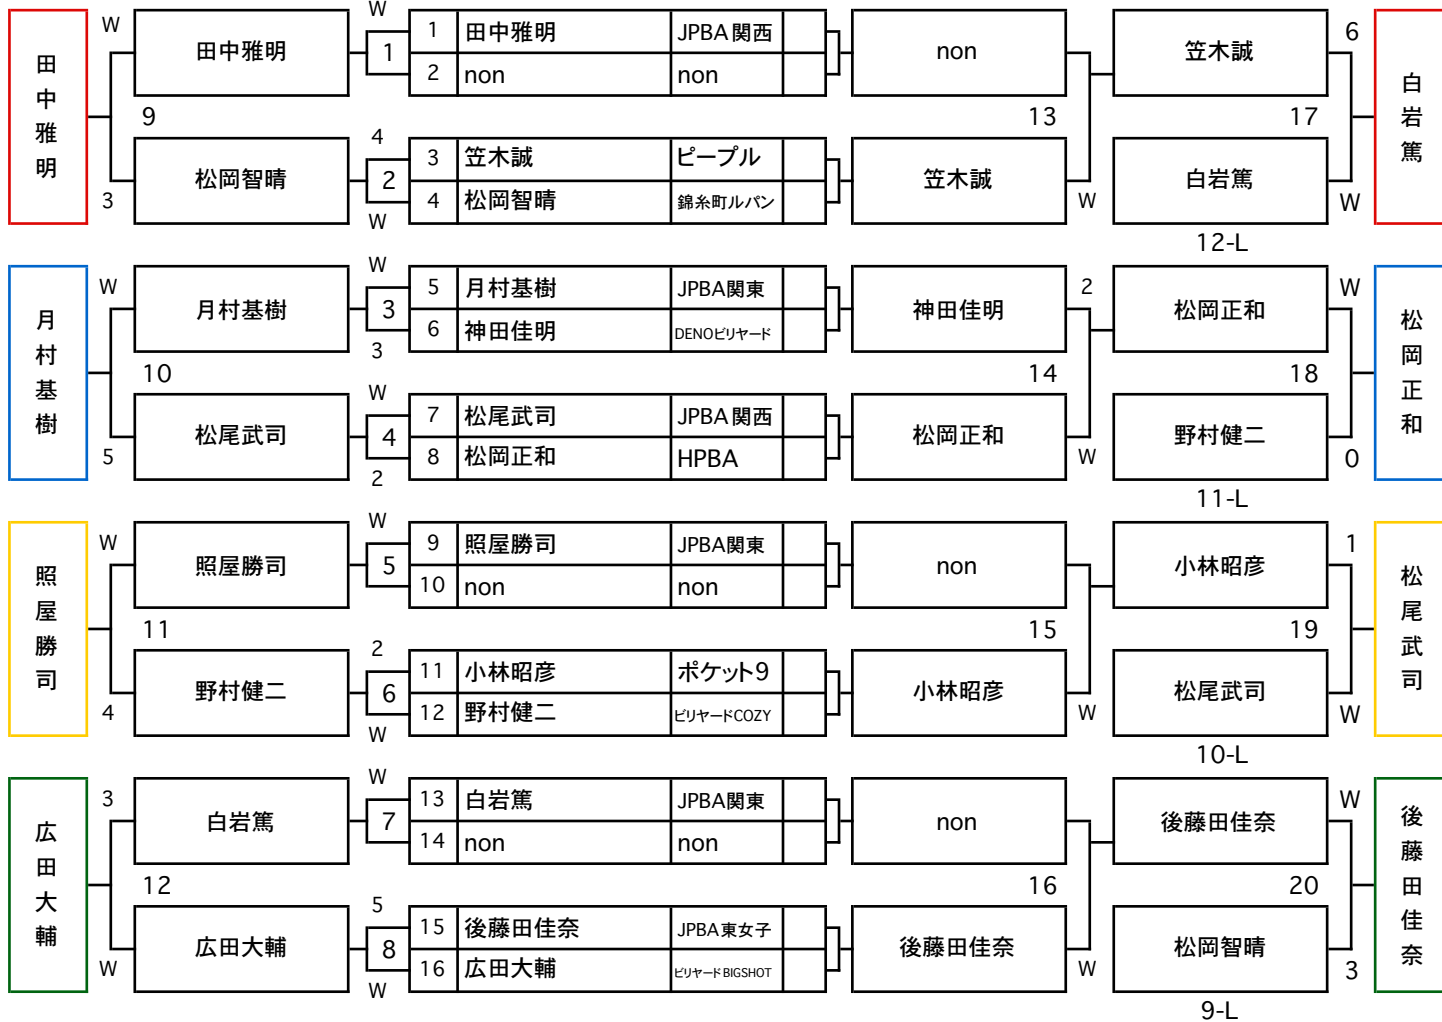 田中雅明
W
3
田中雅明
9
松岡智晴
W
1
4
2
W
1 田中雅明 JPBA関西
2 non non
3 笠木誠 ピープル
4 松岡智晴 錦糸町ルパン
non
13
笠木誠
W
笠木誠
17
白岩篤
12-L
6
W
白岩篤
月村基樹
W
5
月村基樹
10
松尾武司
W
3
3
W
4
2
5 月村基樹 JPBA関東
6 神田佳明 DENOビリヤード
7 松尾武司 JPBA関西
8 松岡正和 HPBA
神田佳明
14
松岡正和
2
W
松岡正和
18
野村健二
11-L
W
0
松岡正和
照屋勝司
W
4
照屋勝司
11
野村健二
W
5
2
6
W
9 照屋勝司 JPBA関東
10 non non
11 小林昭彦 ポケット9
12 野村健二 ビリヤードCOZY
non
15
小林昭彦
W
小林昭彦
19
松尾武司
10-L
1
W
松尾武司
広田大輔
3
W
白岩篤
12
広田大輔
W
7
5
8
W
13 白岩篤 JPBA関東
14 non non
15 後藤田佳奈 JPBA東女子
16 広田大輔 ビリヤードBIGSHOT
non
16
後藤田佳奈
W
後藤田佳奈
20
松岡智晴
9-L
W
3
後藤田佳奈